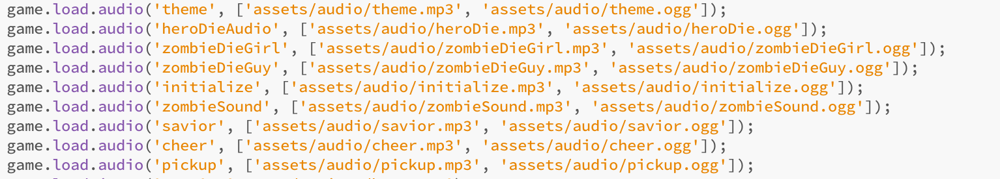 game.load.audio('theme', ['assets/audio/theme.mp3', 'assets/audio/theme.ogg']);
game.load.audio('heroDieAudio', ['assets/audio/heroDie.mp3', 'assets/audio/heroDie.ogg']);
game.load.audio('zombieDieGirl', ['assets/audio/zombieDieGirl.mp3', 'assets/audio/zombieDieGirl.ogg']);
game.load.audio('zombieDieGuy', ['assets/audio/zombieDieGuy.mp3', 'assets/audio/zombieDieGuy.ogg']);
game.load.audio('initialize', ['assets/audio/initialize.mp3', 'assets/audio/initialize.ogg']);
game.load.audio('zombieSound', ['assets/audio/zombieSound.mp3', 'assets/audio/zombieSound.ogg']);
game.load.audio('savior', ['assets/audio/savior.mp3', 'assets/audio/savior.ogg']);
game.load.audio('cheer', ['assets/audio/cheer.mp3', 'assets/audio/cheer.ogg']);
game.load.audio('pickup', ['assets/audio/pickup.mp3', 'assets/audio/pickup.ogg']);